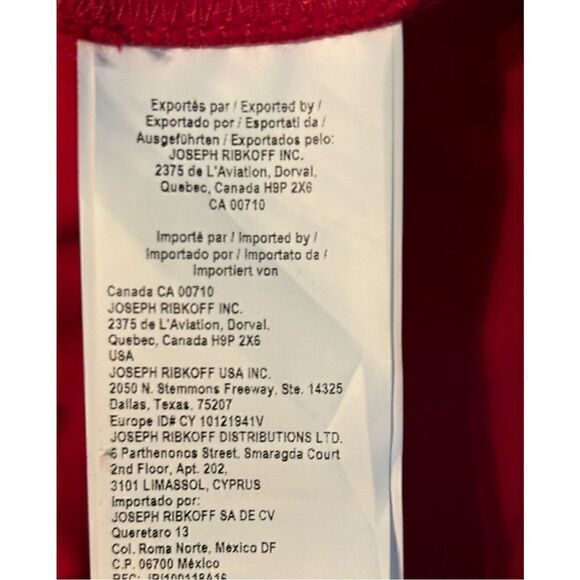 Exportés par / Exported by /
Exportado por / Esportati da /
Ausgeführten / Exportados pelo:
JOSEPH RIBKOFF INC.
2375 de L'Aviation, Dorval,
Quebec, Canada H9P 2X6
CA 00710
Importé par / Imported by /
Importado por / Importato da /
Importiert von
Canada CA 00710
JOSEPH RIBKOFF INC.
2375 de L'Aviation, Dorval,
Quebec, Canada H9P 2X6
USA
JOSEPH RIBKOFF USA INC.
2050 N. Stemmons Freeway, Ste. 14325
Dallas, Texas, 75207
Europe ID# CY 10121941V
JOSEPH RIBKOFF DISTRIBUTIONS LTD.
6 Parthenonos Street, Smaragda Court
2nd Floor, Apt. 202,
3101 LIMASSOL, CYPRUS
Importado por:
JOSEPH RIBKOFF SA DE CV
Queretaro 13
Col. Roma Norte, Mexico DF
C.P. 06700 México
RFC: JRI100118A16